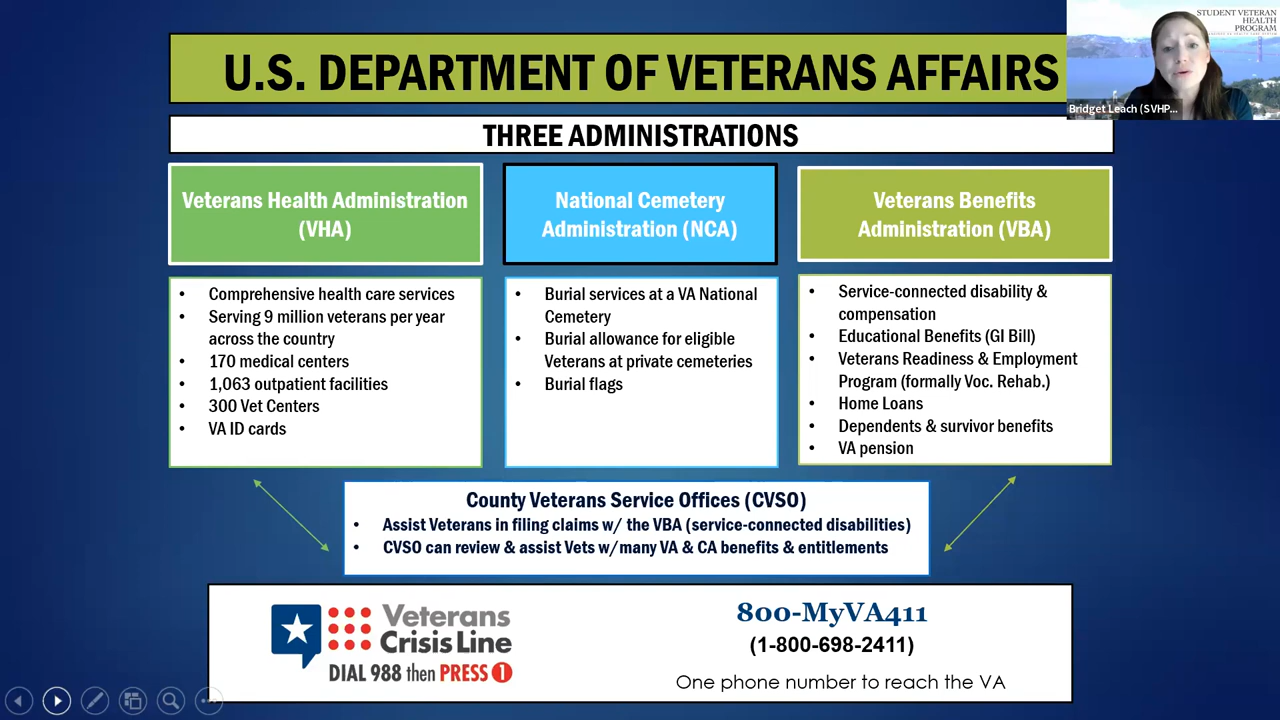 STUDENT VETERAN
HEALTH
PROGRAM
Bridget Leach (SVHP...
U.S. DEPARTMENT OF VETERANS AFFAIRS
THREE ADMINISTRATIONS
Veterans Health Administration
(VHA)
• Comprehensive health care services
• Serving 9 million veterans per year
across the country
• 170 medical centers
• 1,063 outpatient facilities
• 300 Vet Centers
• VA ID cards
National Cemetery
Administration (NCA)
• Burial services at a VA National
Cemetery
• Burial allowance for eligible
Veterans at private cemeteries
• Burial flags
Veterans Benefits
Administration (VBA)
• Service-connected disability &
compensation
• Educational Benefits (GI Bill)
• Veterans Readiness & Employment
Program (formally Voc. Rehab.)
• Home Loans
• Dependents & survivor benefits
• VA pension
County Veterans Service Offices (CVSO)
• Assist Veterans in filing claims w/ the VBA (service-connected disabilities)
• CVSO can review & assist Vets w/many VA & CA benefits & entitlements
Veterans
Crisis Line
DIAL 988 then PRESS 1
800-MyVA411
(1-800-698-2411)
One phone number to reach the VA